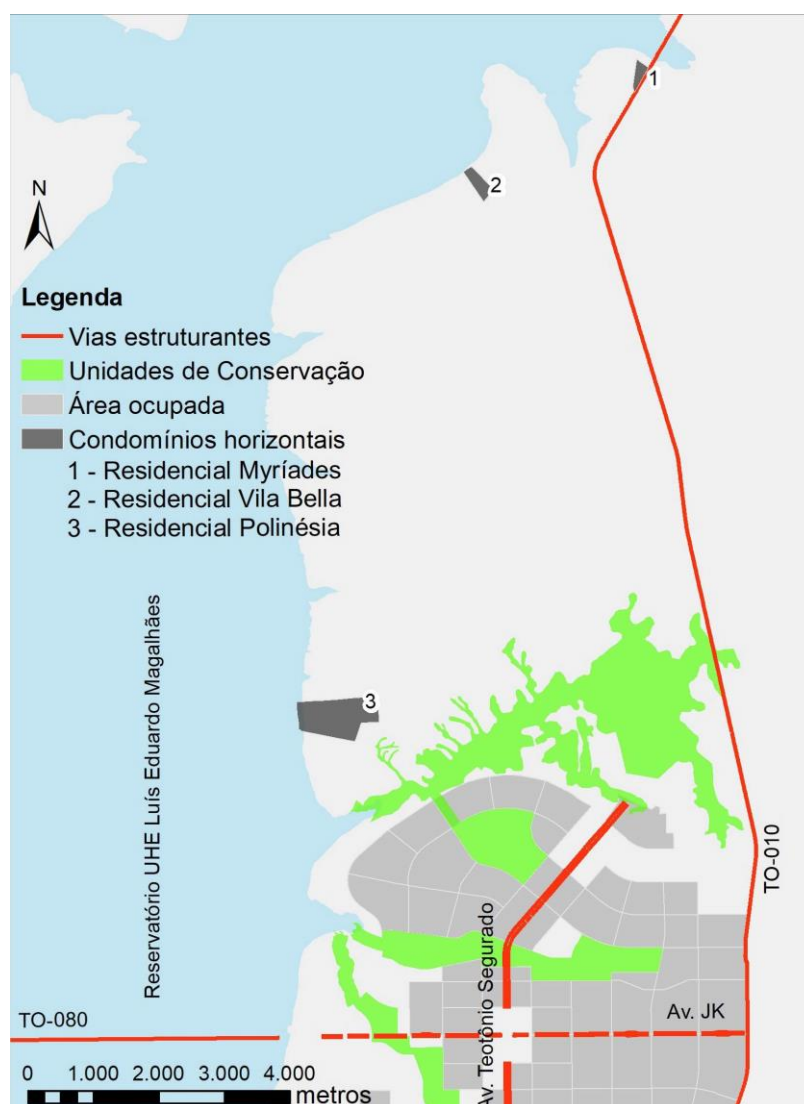 1
2
N
Legenda
Vias estruturantes
Unidades de Conservação
Área ocupada
Condomínios horizontais
1 - Residencial Myríades
2 - Residencial Vila Bella
3 - Residencial Polinésia
3
Reservatório UHE Luís Eduardo Magalhães
TO-010
Av. Teotônio Segurado
Av. JK
TO-080
0 1.000 2.000 3.000 4.000
metros